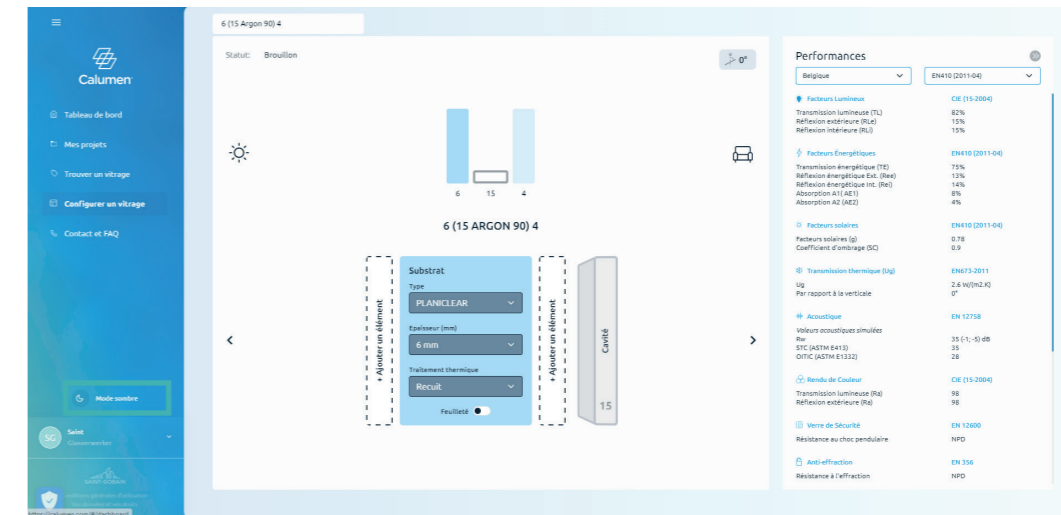 6 (15 Argon 90) 4
Calumen
Tableau de bord
Mes projets
Trouver un vitrage
Configurer un vitrage
Contact et FAQ
Mode sombre
SG
Saint
Glassworker
SAINT-GOBAIN
Statut: Brouillon
0°
6 15 4
6 (15 ARGON 90) 4
+ Ajouter un élément
Substrat
Type
PLANICLEAR
Epaisseur (mm)
6 mm
Traitement thermique
Recuit
Feuilleté
+ Ajouter un élément
Cavité
15
Performances
Belgique EN410 (2011-04)
Facteurs Lumineux CIE (15-2004)
Transmission lumineuse (TL) 82%
Réflexion extérieure (RLe) 15%
Réflexion intérieure (RLi) 15%
Facteurs Énergétiques EN410 (2011-04)
Transmission énergétique (TE) 75%
Réflexion énergétique Ext. (Ree) 13%
Réflexion énergétique Int. (Rei) 14%
Absorption A1( AE1) 8%
Absorption A2 (AE2) 4%
Facteurs solaires EN410 (2011-04)
Facteurs solaires (g) 0.78
Coefficient d'ombrage (SC) 0.9
Transmission thermique (Ug) EN673-2011
Ug 2.6 W/(m2.K)
Par rapport à la verticale 0°
Acoustique EN 12758
Valeurs acoustiques simulées
Rw 35 (-1; -5) dB
STC (ASTM E413) 35
OITC (ASTM E1332) 28
Rendu de Couleur CIE (15-2004)
Transmission lumineuse (Ra) 98
Réflexion extérieure (Ra) 98
Verre de Sécurité EN 12600
Résistance au choc pendulaire NPD
Anti-effraction EN 356
Résistance à l'effraction NPD